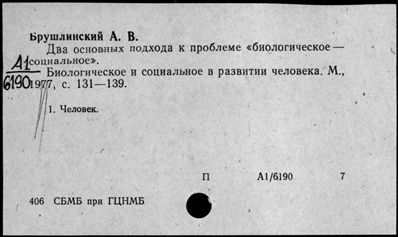 Брушлинский А. В.
Два основных подхода к проблеме «биологическое —
социальное».
А1
6190
Биологическое и социальное в развитии человека. М.,
1977, с. 131—139.
1. Человек.
П А1/6190 7
406 СБМБ при ГЦНМБ